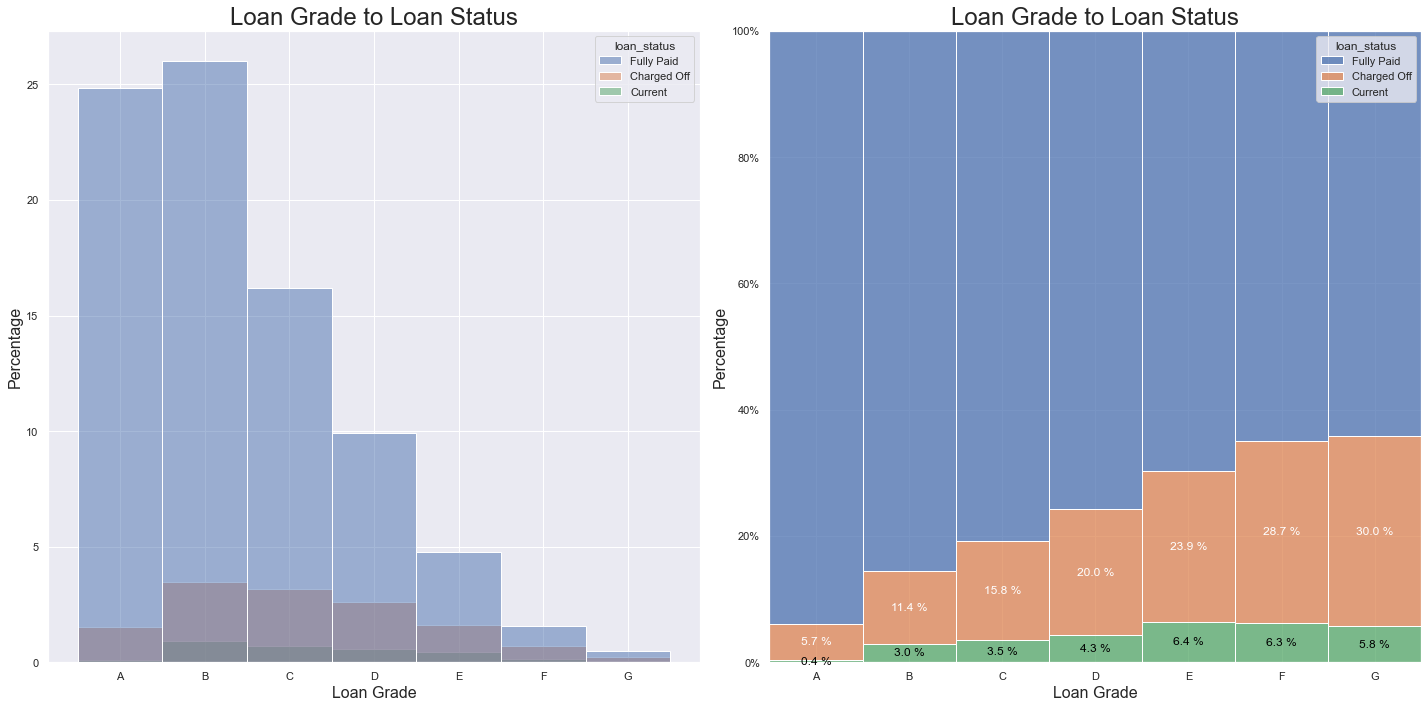 Loan Grade to Loan Status
Percentage
25
20
15
10
5
0
A B C D E F G
Loan Grade
loan_status
Fully Paid
Charged Off
Current
Loan Grade to Loan Status
Percentage
100%
80%
60%
40%
20%
0%
loan_status
Fully Paid
Charged Off
Current
5.7 %
11.4 %
15.8 %
20.0 %
23.9 %
28.7 %
30.0 %
0.4 %
3.0 %
3.5 %
4.3 %
6.4 %
6.3 %
5.8 %
A B C D E F G
Loan Grade